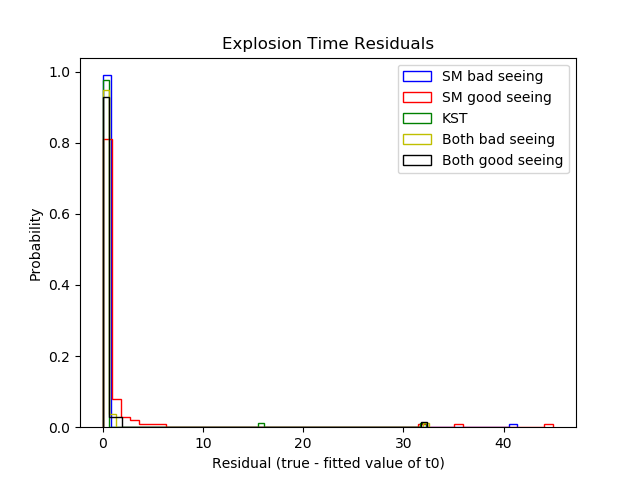 Explosion Time Residuals
1.0
0.8
0.6
0.4
0.2
0.0
Probability
SM bad seeing
SM good seeing
KST
Both bad seeing
Both good seeing
0 10 20 30 40
Residual (true - fitted value of t0)